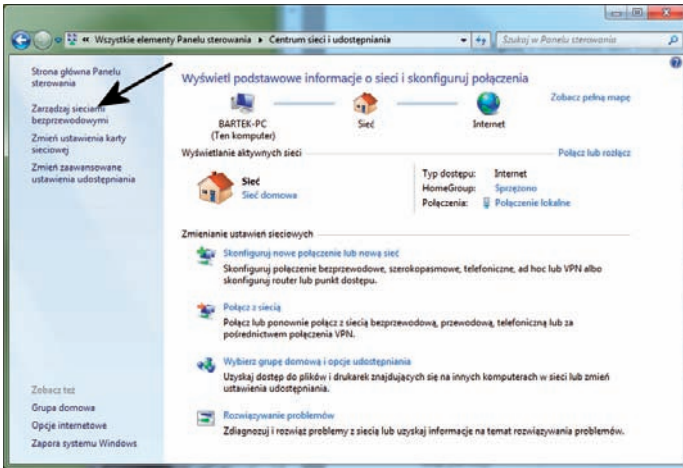 « Wszystkie elementy Panelu sterowania ▸ Centrum sieci i udostępniania
Szukaj w Panelu sterowania
Strona główna Panelu
sterowania
Zarządzaj sieciami
bezprzewodowymi
Zmień ustawienia karty
sieciowej
Zmień zaawansowane
ustawienia udostępniania
Zobacz też
Grupa domowa
Opcje internetowe
Zapora systemu Windows
Wyświetl podstawowe informacje o sieci i skonfiguruj połączenia
Zobacz pełną mapę
BARTEK-PC Sieć Internet
(Ten komputer)
Wyświetlanie aktywnych sieci Połącz lub rozłącz
Sieć
Sieć domowa
Typ dostępu: Internet
HomeGroup: Sprzężono
Połączenia: Połączenie lokalne
Zmienianie ustawień sieciowych
Skonfiguruj nowe połączenie lub nową sieć
Skonfiguruj połączenie bezprzewodowe, szerokopasmowe, telefoniczne, ad hoc lub VPN albo
skonfiguruj router lub punkt dostępu.
Połącz z siecią
Połącz lub ponownie połącz z siecią bezprzewodową, przewodową, telefoniczną lub za
pośrednictwem połączenia VPN.
Wybierz grupę domową i opcje udostępniania
Uzyskaj dostęp do plików i drukarek znajdujących się na innych komputerach w sieci lub zmień
ustawienia udostępniania.
Rozwiązywanie problemów
Zdiagnozuj i rozwiąż problemy z siecią lub uzyskaj informacje na temat rozwiązywania problemów.